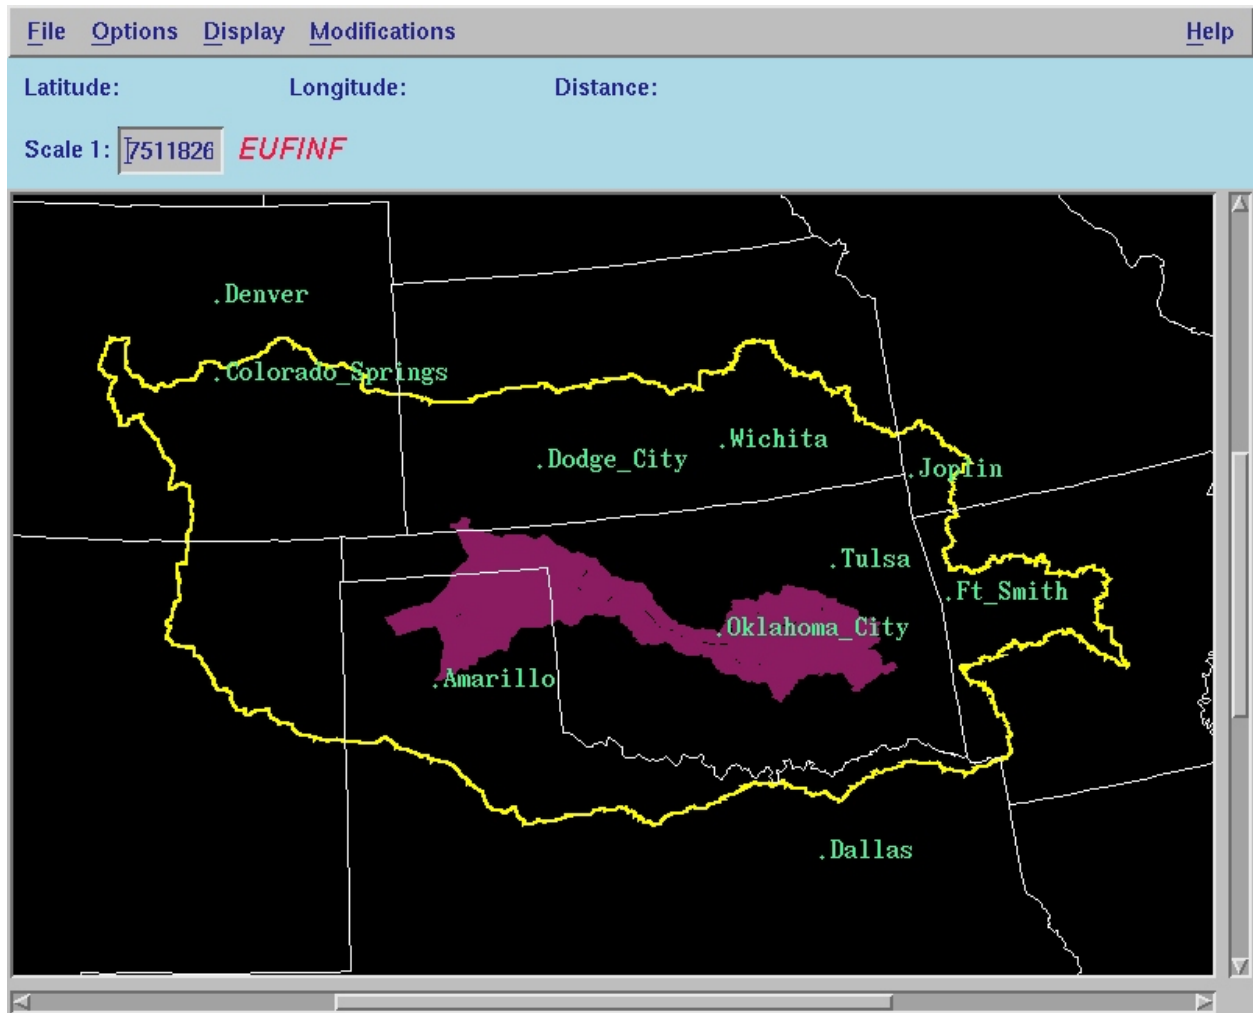 File Options Display Modifications Help
Latitude: Longitude: Distance:
Scale 1: 7511826 EUFINF
.Denver
.Colorado_Springs
.Wichita
.Dodge_City
.Joplin
.Tulsa
.Ft_Smith
.Oklahoma_City
.Amarillo
.Dallas